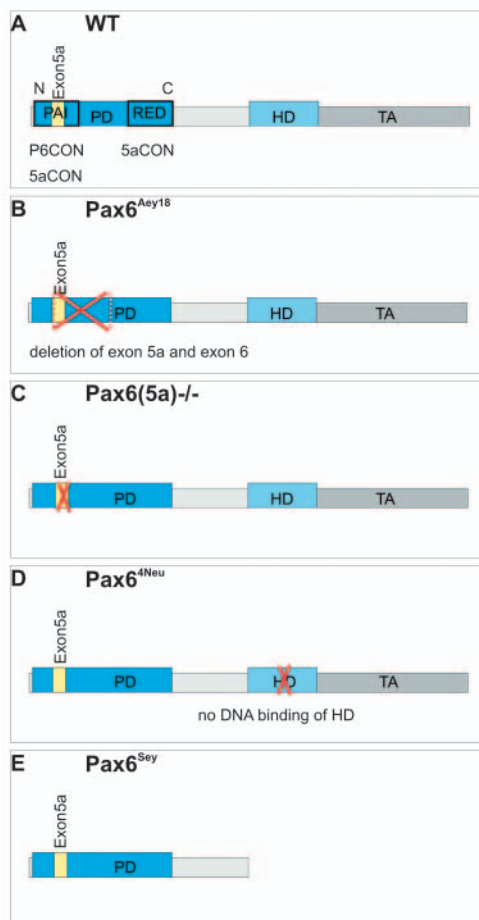 A WT
Exon5a
N C
PAI PD RED HD TA
P6CON 5aCON
5aCON
B Pax6Aey18
Exon5a
PD HD TA
deletion of exon 5a and exon 6
C Pax6(5a)-/-
Exon5a
PD HD TA
D Pax64Neu
Exon5a
PD HD TA
no DNA binding of HD
E Pax6Sey
Exon5a
PD